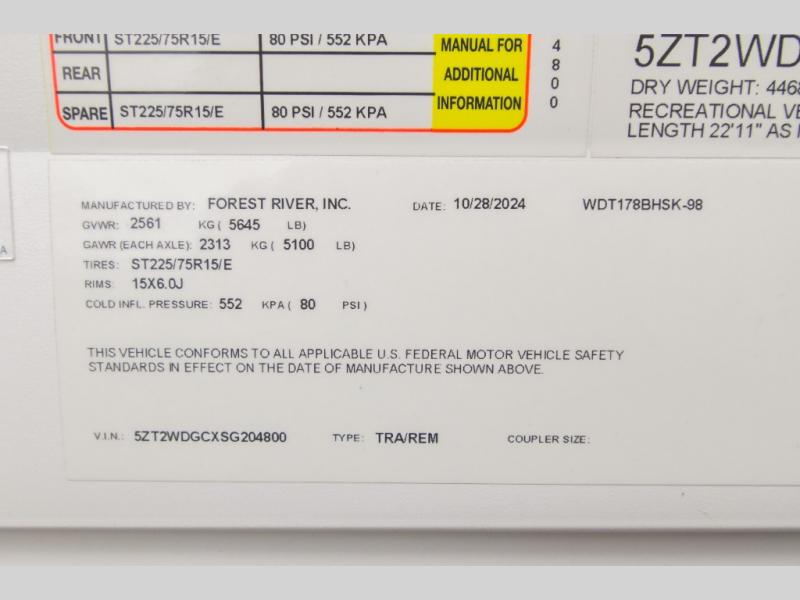 FRONT ST225/75R15/E 80 PSI / 552 KPA MANUAL FOR
REAR ADDITIONAL
SPARE ST225/75R15/E 80 PSI / 552 KPA INFORMATION
4
8
0
0
5ZT2WD
DRY WEIGHT: 446
RECREATIONAL VE
LENGTH 22'11" AS
MANUFACTURED BY: FOREST RIVER, INC. DATE: 10/28/2024 WDT178BHSK-98
GVWR: 2561 KG ( 5645 LB)
GAWR (EACH AXLE): 2313 KG ( 5100 LB)
TIRES: ST225/75R15/E
RIMS: 15X6.0J
COLD INFL. PRESSURE: 552 KPA ( 80 PSI )
THIS VEHICLE CONFORMS TO ALL APPLICABLE U.S. FEDERAL MOTOR VEHICLE SAFETY
STANDARDS IN EFFECT ON THE DATE OF MANUFACTURE SHOWN ABOVE.
V.I.N.: 5ZT2WDGCXSG204800 TYPE: TRA/REM COUPLER SIZE:
A